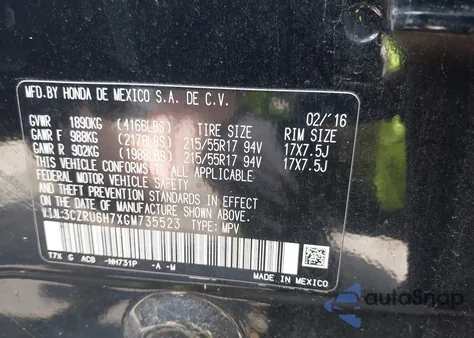 MFD.BY HONDA DE MEXICO S.A. DE C.V.
02/'16
GVWR 1890KG (4166LBS) TIRE SIZE RIM SIZE
GAWR F 988KG (2178LBS) 215/55R17 94V 17X7.5J
GAWR R 902KG (1988LBS) 215/55R17 94V 17X7.5J
THIS VEHICLE CONFORMS TO ALL APPLICABLE
FEDERAL MOTOR VEHICLE SAFETY
AND THEFT PREVENTION STANDARDS
IN EFFECT ON THE DATE OF
MANUFACTURE SHOWN ABOVE.
V.I.N:3CZRU6H7XGM735523 TYPE: MPV
T7X G ACB -NH731P -A -M
MADE IN MEXICO
autoSnap